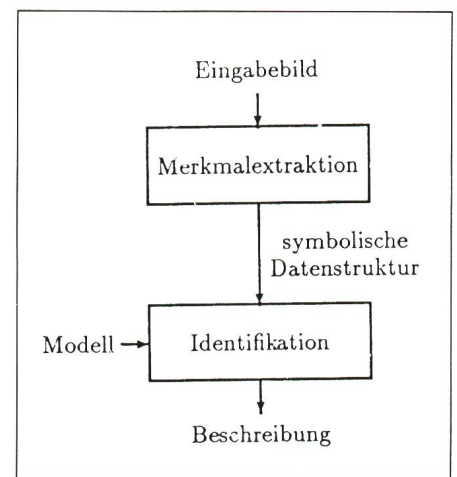 Eingabebild
Merkmalextraktion
symbolische
Datenstruktur
Modell
Identifikation
Beschreibung